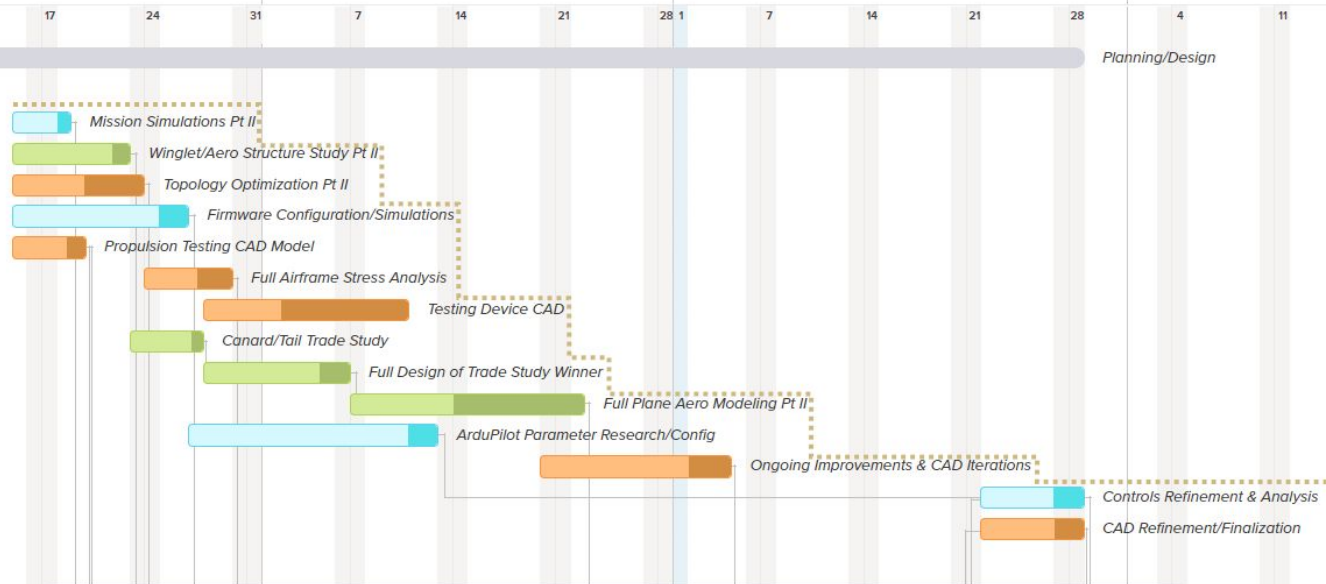 17 24 31 7 14 21 28 1 7 14 21 28 4 11
Planning/Design
Mission Simulations Pt II
Winglet/Aero Structure Study Pt II
Topology Optimization Pt II
Firmware Configuration/Simulations
Propulsion Testing CAD Model
Full Airframe Stress Analysis
Testing Device CAD
Canard/Tail Trade Study
Full Design of Trade Study Winner
Full Plane Aero Modeling Pt II
ArduPilot Parameter Research/Config
Ongoing Improvements & CAD Iterations
Controls Refinement & Analysis
CAD Refinement/Finalization